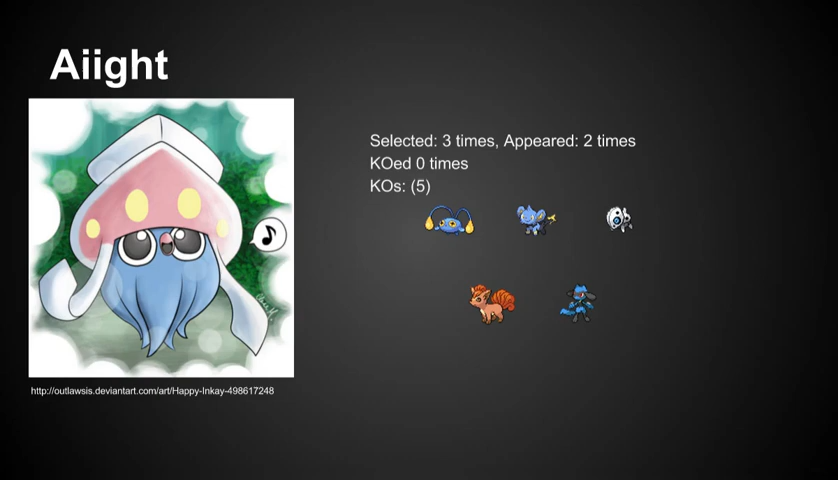 Aiight
Selected: 3 times, Appeared: 2 times
KOed 0 times
KOs: (5)
http://outlawsis.deviantart.com/art/Happy-Inkay-498617248